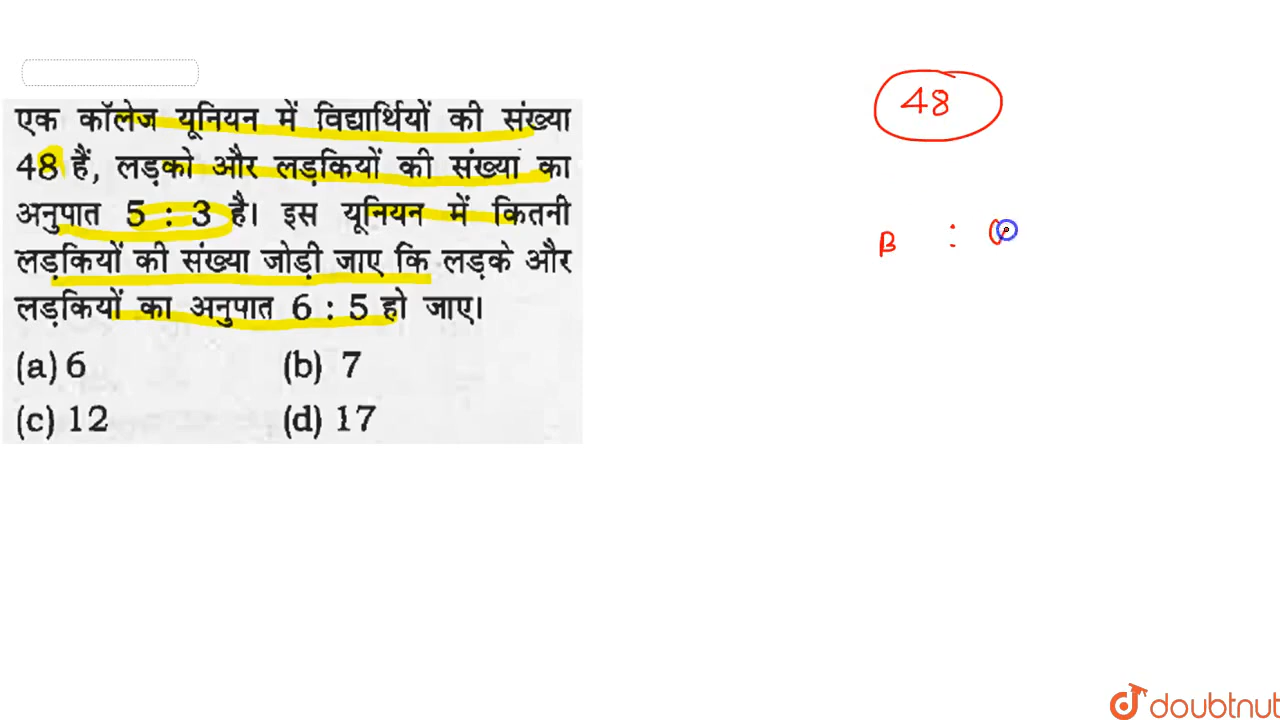 एक कॉलेज यूनियन में विद्यार्थियों की संख्या
48 हैं, लड़को और लड़कियों की संख्या का
अनुपात 5 : 3 है। इस यूनियन में कितनी
लड़कियों की संख्या जोड़ी जाए कि लड़के और
लड़कियों का अनुपात 6 : 5 हो जाए।
(a) 6 (b) 7
(c) 12 (d) 17
48
B :
doubtnut